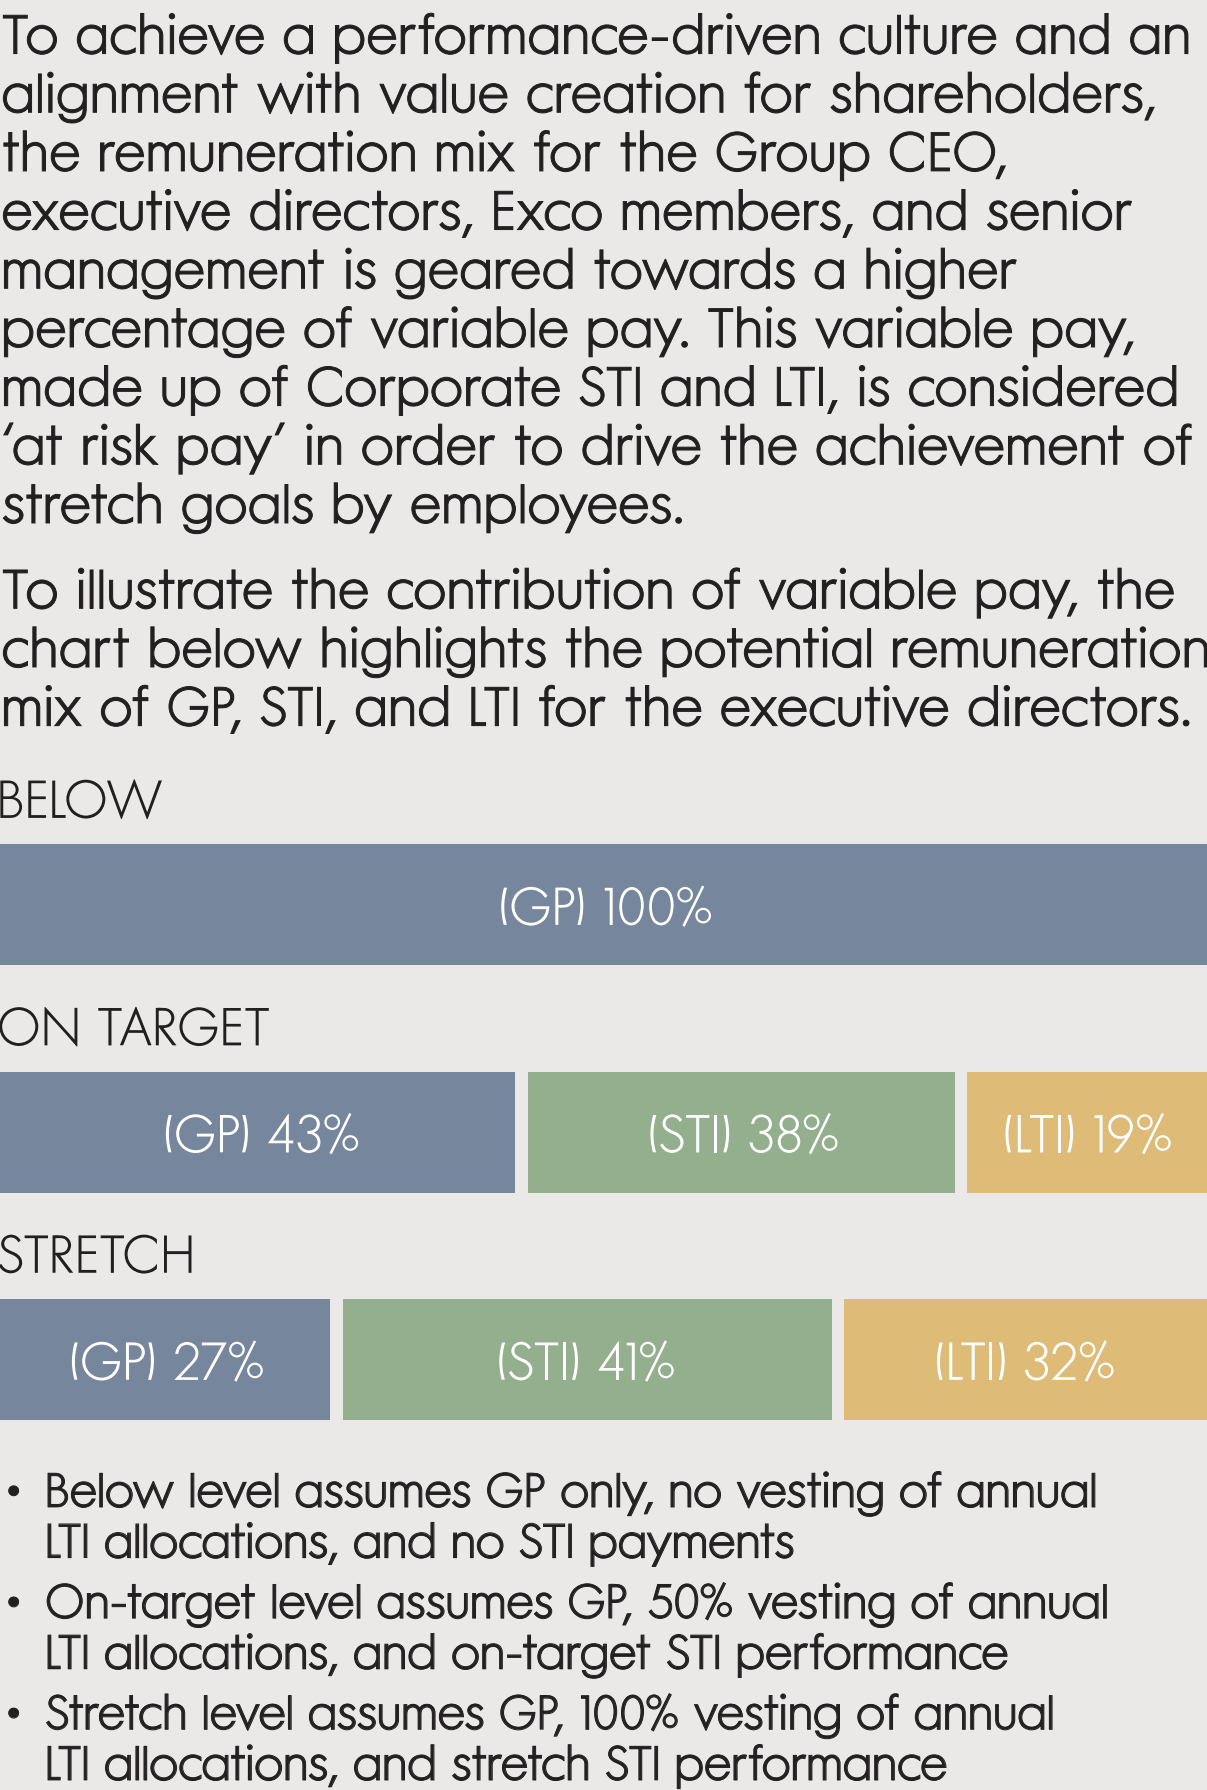 To achieve a performance-driven culture and an
alignment with value creation for shareholders,
the remuneration mix for the Group CEO,
executive directors, Exco members, and senior
management is geared towards a higher
percentage of variable pay. This variable pay,
made up of Corporate STI and LTI, is considered
‘at risk pay’ in order to drive the achievement of
stretch goals by employees.
To illustrate the contribution of variable pay, the
chart below highlights the potential remuneration
mix of GP, STI, and LTI for the executive directors.
BELOW
(GP) 100%
ON TARGET
(GP) 43% (STI) 38% (LTI) 19%
STRETCH
(GP) 27% (STI) 41% (LTI) 32%
• Below level assumes GP only, no vesting of annual
LTI allocations, and no STI payments
• On-target level assumes GP, 50% vesting of annual
LTI allocations, and on-target STI performance
• Stretch level assumes GP, 100% vesting of annual
LTI allocations, and stretch STI performance